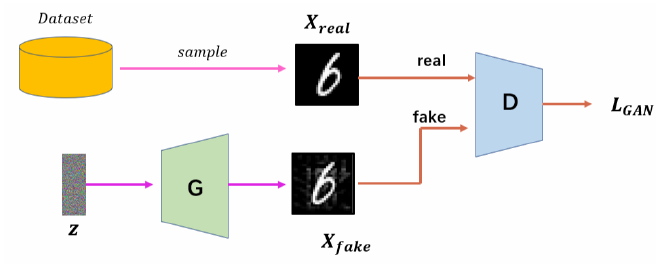 Dataset
X_real
sample
real
D
L_GAN
fake
G
z
X_fake